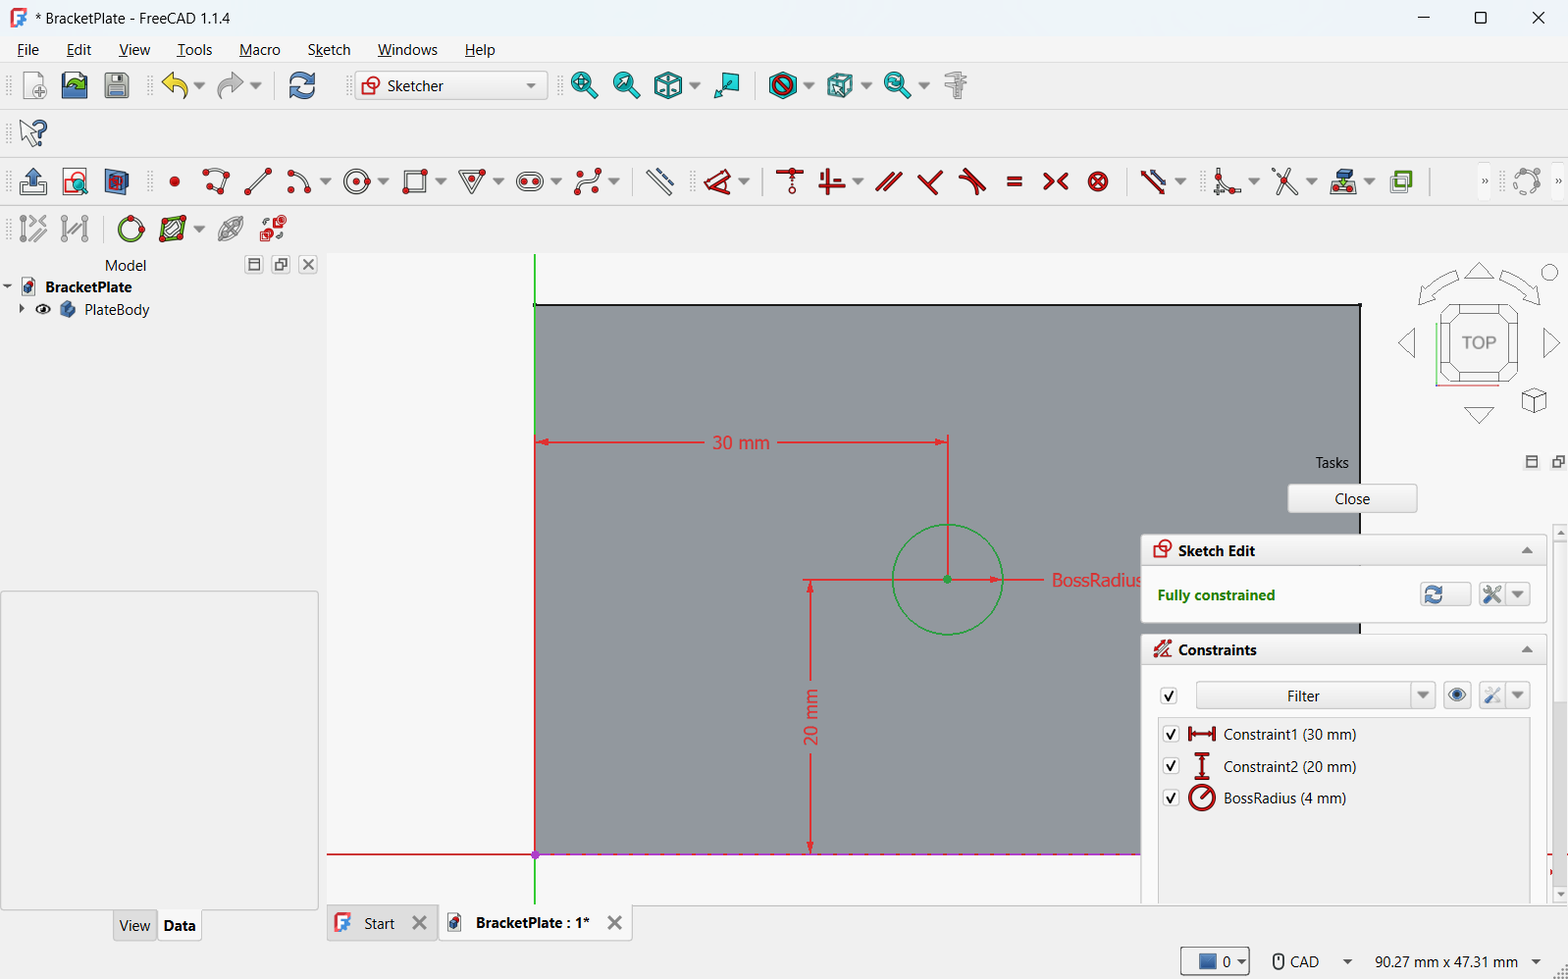 * BracketPlate - FreeCAD 1.1.4
File Edit View Tools Macro Sketch Windows Help
Sketcher
» »
Model
BracketPlate
PlateBody
TOP
30 mm
Tasks
Close
Sketch Edit
BossRadius
Fully constrained
Constraints
20 mm
Filter
Constraint1 (30 mm)
Constraint2 (20 mm)
BossRadius (4 mm)
View Data
Start BracketPlate : 1*
0 CAD 90.27 mm x 47.31 mm